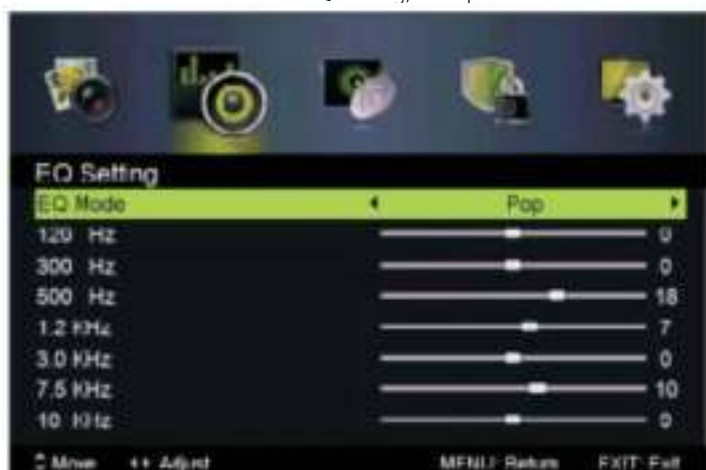 EQ Setting
EQ Mode Pop
120 Hz 0
300 Hz 0
500 Hz 18
1.2 KHz 7
3.0 KHz 0
7.5 KHz 10
10 KHz 0
Move Adjust MENU: Return EXIT: Exit